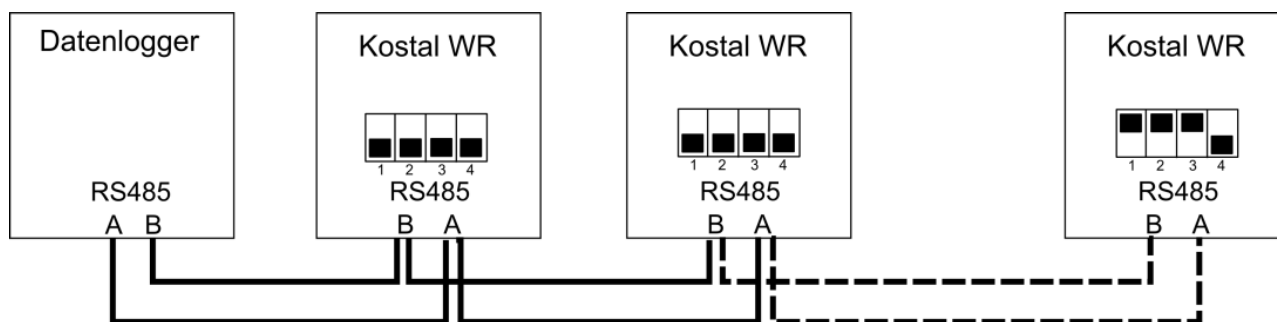 Datenlogger
RS485
A B
Kostal WR
1 2 3 4
RS485
B A
Kostal WR
1 2 3 4
RS485
B A
Kostal WR
1 2 3 4
RS485
B A